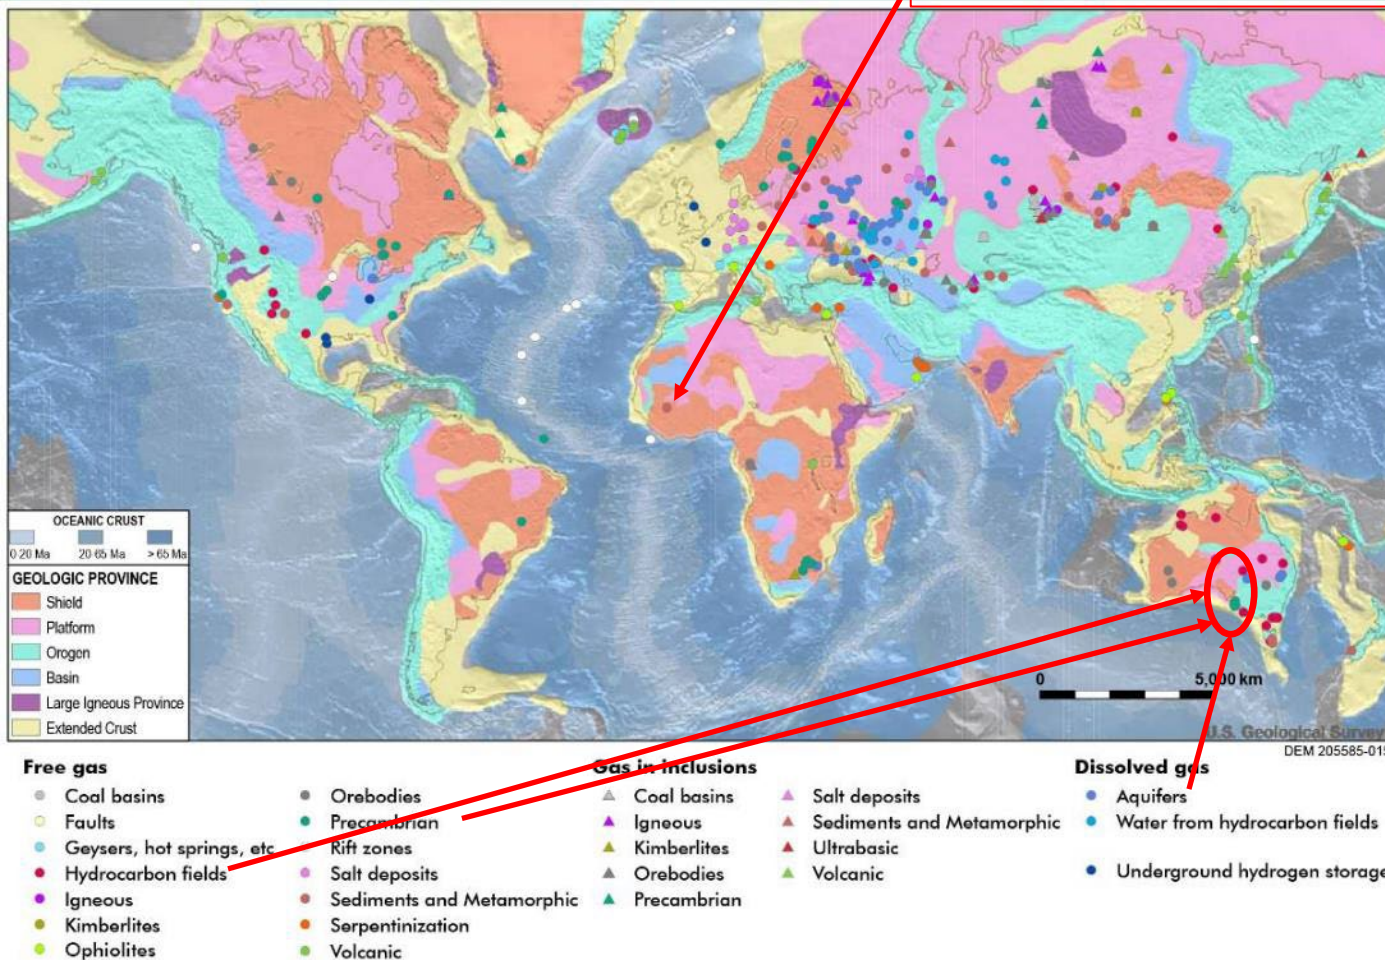 OCEANIC CRUST
0-20 Ma 20-65 Ma > 65 Ma
GEOLOGIC PROVINCE
Shield
Platform
Orogen
Basin
Large Igneous Province
Extended Crust
0 5,000 km
U.S. Geological Survey
DEM 205585-015
Free gas
Coal basins
Faults
Geysers, hot springs, etc
Hydrocarbon fields
Igneous
Kimberlites
Ophiolites
Orebodies
Precambrian
Rift zones
Salt deposits
Sediments and Metamorphic
Serpentinization
Volcanic
Gas in inclusions
Coal basins
Igneous
Kimberlites
Orebodies
Precambrian
Salt deposits
Sediments and Metamorphic
Ultrabasic
Volcanic
Dissolved gas
Aquifers
Water from hydrocarbon fields
Underground hydrogen storage